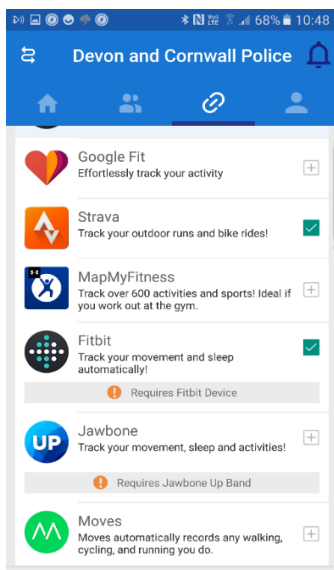 68% 10:48
Devon and Cornwall Police
Google Fit
Effortlessly track your activity
Strava
Track your outdoor runs and bike rides!
MapMyFitness
Track over 600 activities and sports! Ideal if
you work out at the gym.
Fitbit
Track your movement and sleep
automatically!
Requires Fitbit Device
UP
Jawbone
Track your movement, sleep and activities!
Requires Jawbone Up Band
Moves
Moves automatically records any walking,
cycling, and running you do.